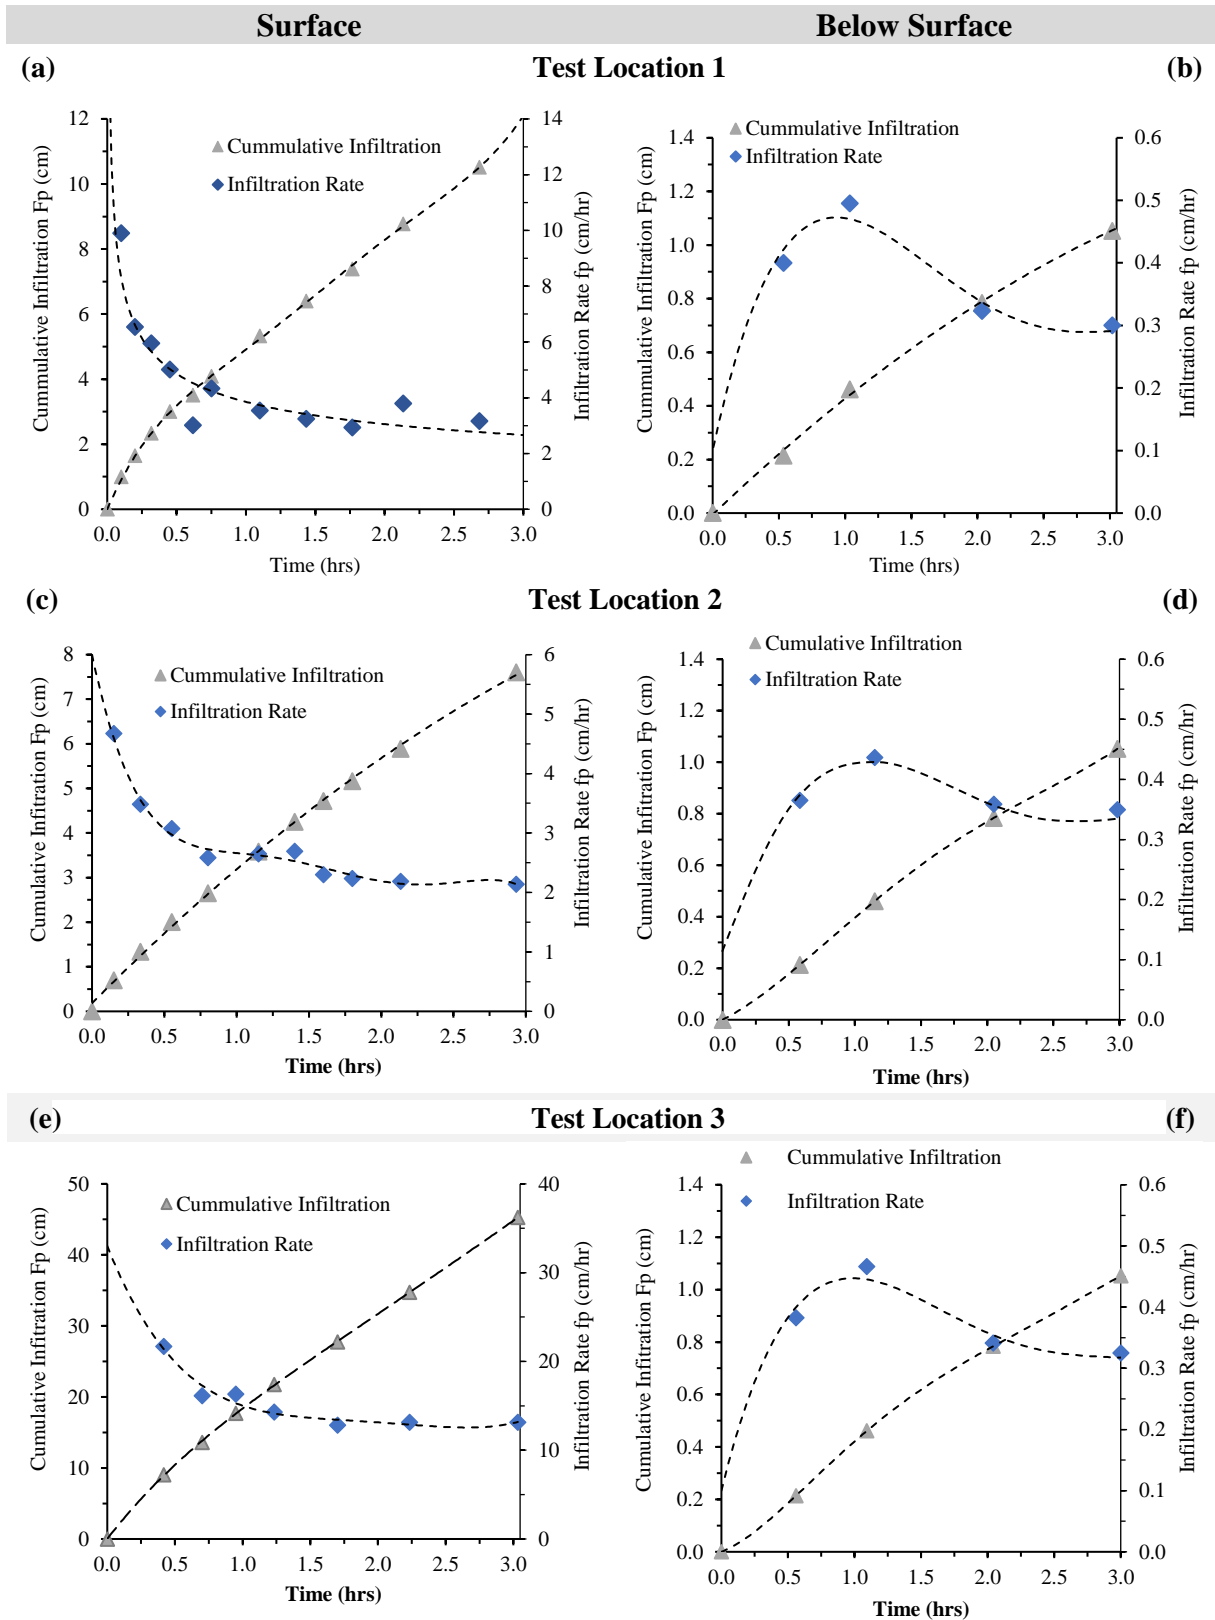 Surface Below Surface
(a) Test Location 1 (b)
Cummulative Infiltration Fp (cm)
12
10
8
6
4
2
0
Cummulative Infiltration
Infiltration Rate
14
12
10
8
6
4
2
0
Infiltration Rate fp (cm/hr)
0.0 0.5 1.0 1.5 2.0 2.5 3.0
Time (hrs)
Cummulative Infitration Fp (cm)
1.4
1.2
1.0
0.8
0.6
0.4
0.2
0.0
Cummulative Infiltration
Infiltration Rate
0.6
0.5
0.4
0.3
0.2
0.1
0.0
Infiltration Rate fp (cm/hr)
0.0 0.5 1.0 1.5 2.0 2.5 3.0
Time (hrs)
(c) Test Location 2 (d)
Cumulative Infitration Fp (cm)
8
7
6
5
4
3
2
1
0
Cummulative Infiltration
Infiltration Rate
6
5
4
3
2
1
0
Infiltration Rate fp (cm/hr)
0.0 0.5 1.0 1.5 2.0 2.5 3.0
Time (hrs)
Cumulative Infitration Fp (cm)
1.4
1.2
1.0
0.8
0.6
0.4
0.2
0.0
Cummulative Infiltration
Infiltration Rate
0.6
0.5
0.4
0.3
0.2
0.1
0.0
Infiltration Rate fp (cm/hr)
0.0 0.5 1.0 1.5 2.0 2.5 3.0
Time (hrs)
(e) Test Location 3 (f)
Cumulative Infitration Fp (cm)
50
40
30
20
10
0
Cummulative Infiltration
Infiltration Rate
40
30
20
10
0
Infiltration Rate fp (cm/hr)
0.0 0.5 1.0 1.5 2.0 2.5 3.0
Time (hrs)
Cumulative Infitration Fp (cm)
1.4
1.2
1.0
0.8
0.6
0.4
0.2
0.0
Cummulative Infiltration
Infiltration Rate
0.6
0.5
0.4
0.3
0.2
0.1
0.0
Infiltration Rate fp (cm/hr)
0.0 0.5 1.0 1.5 2.0 2.5 3.0
Time (hrs)